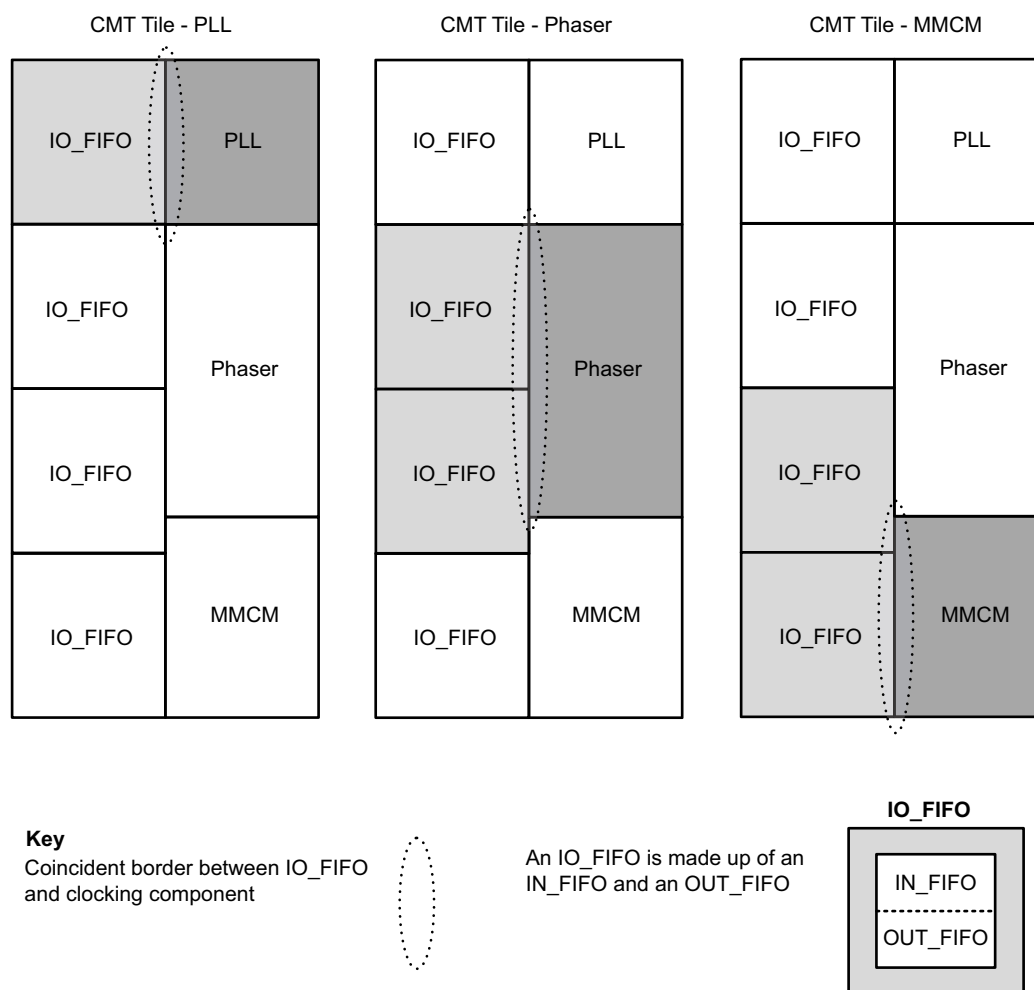 CMT Tile - PLL
CMT Tile - Phaser
CMT Tile - MMCM
IO_FIFO
PLL
IO_FIFO
Phaser
IO_FIFO
IO_FIFO
MMCM
IO_FIFO
PLL
IO_FIFO
Phaser
IO_FIFO
IO_FIFO
MMCM
IO_FIFO
PLL
IO_FIFO
Phaser
IO_FIFO
IO_FIFO
MMCM
Key
Coincident border between IO_FIFO
and clocking component
An IO_FIFO is made up of an
IN_FIFO and an OUT_FIFO
IO_FIFO
IN_FIFO
OUT_FIFO